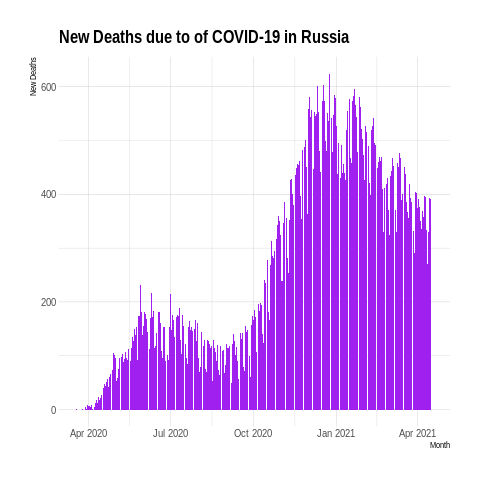 New Deaths due to of COVID-19 in Russia
New Deaths
600
400
200
0
Apr 2020
Jul 2020
Oct 2020
Jan 2021
Apr 2021
Month